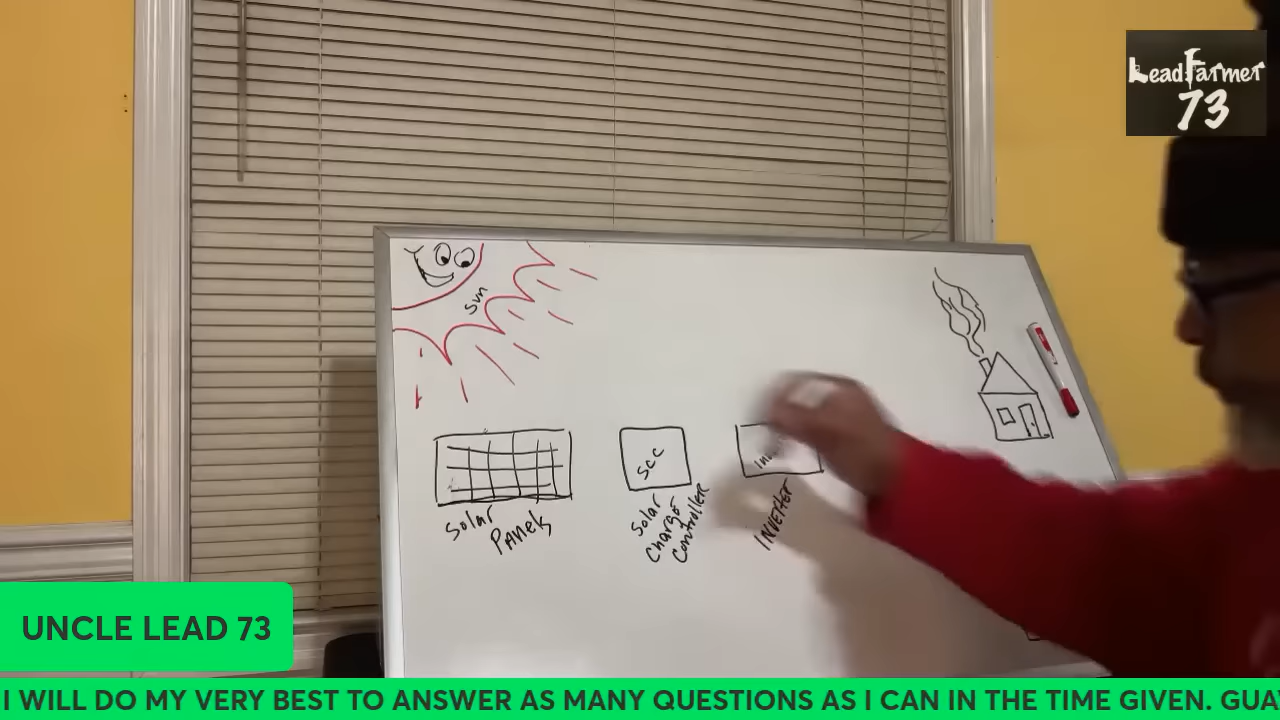 LeadFarmer
73
Sun
SCC
Solar
Panels
Solar
Charge
Controller
Inverter
UNCLE LEAD 73
I WILL DO MY VERY BEST TO ANSWER AS MANY QUESTIONS AS I CAN IN THE TIME GIVEN. GUA